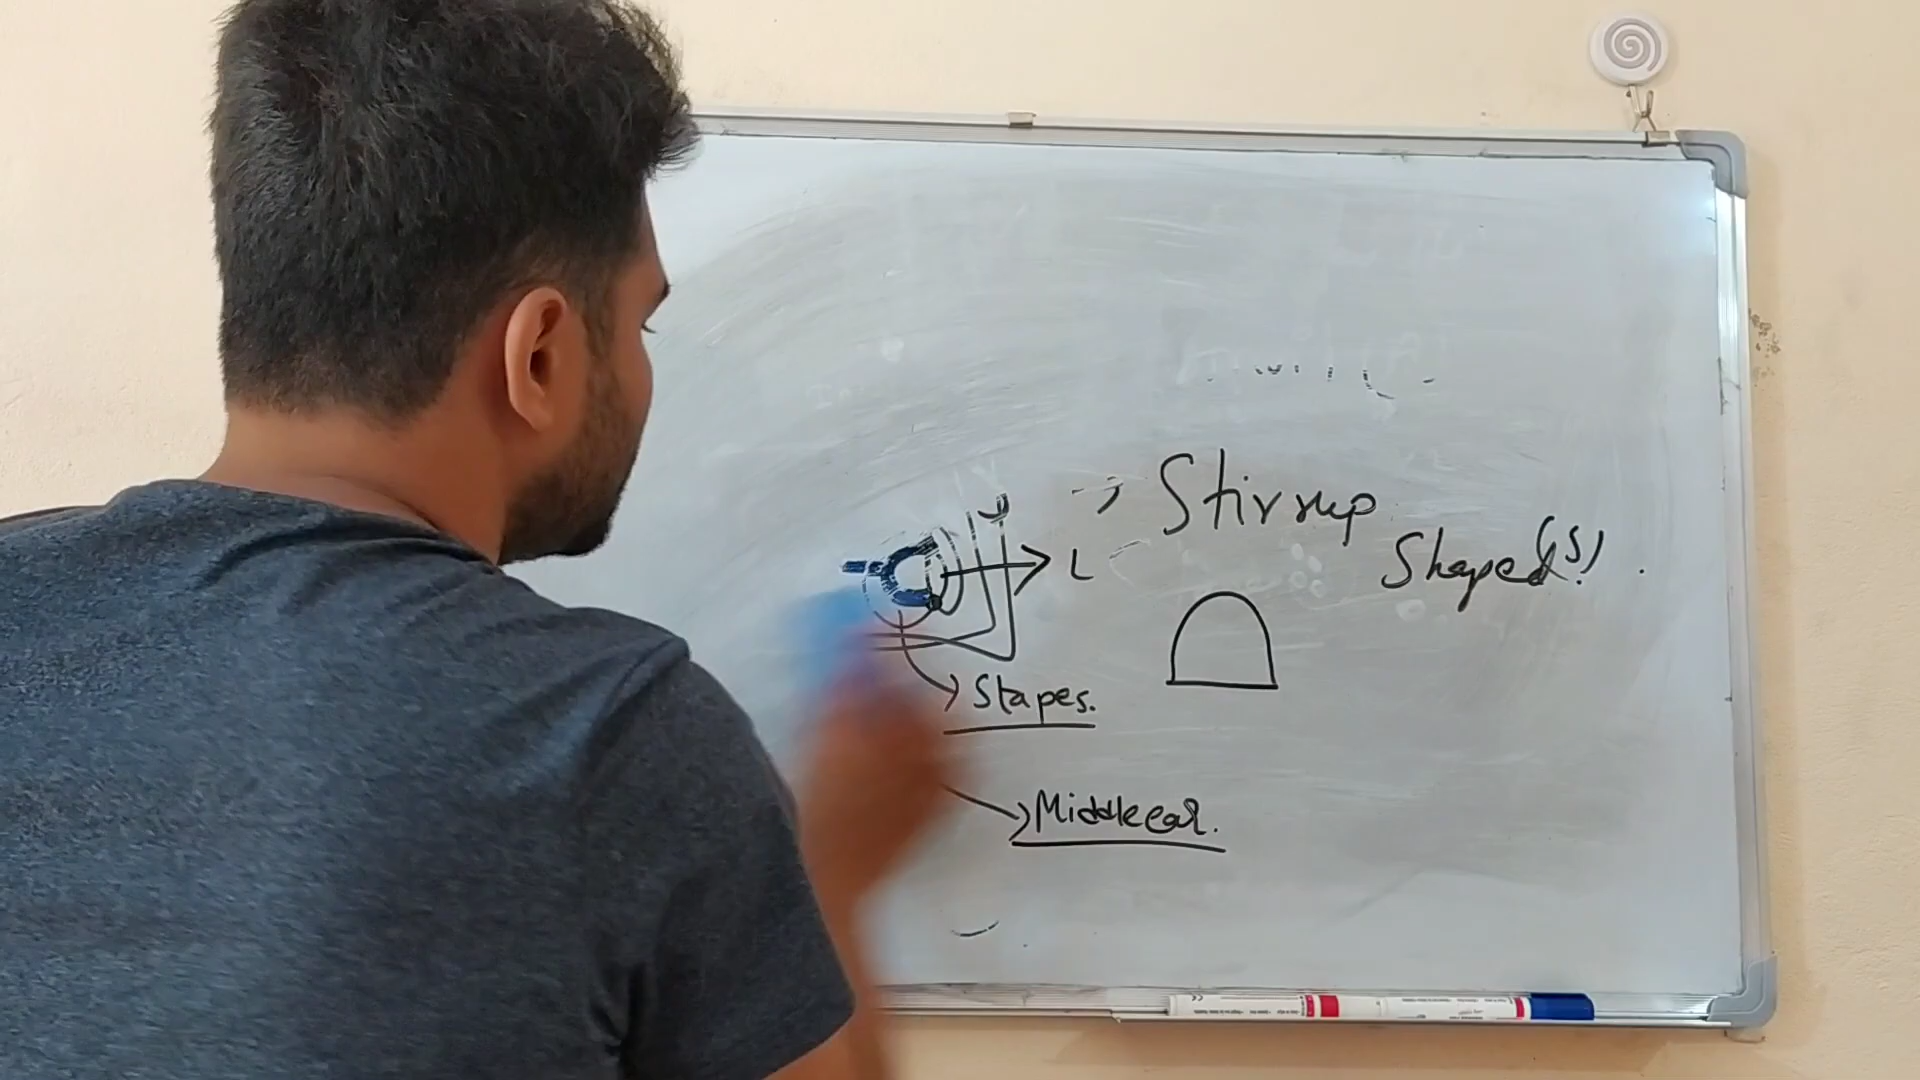 Stirrup
Shaped(s)!
L
Stapes.
Middle ear.